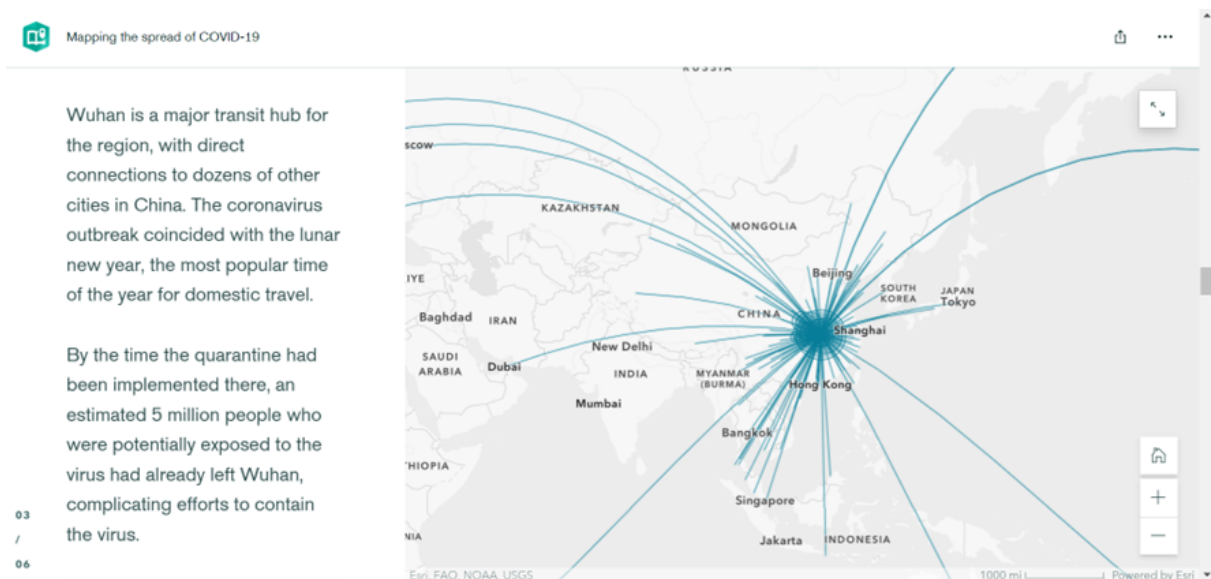 Mapping the spread of COVID-19
Wuhan is a major transit hub for
the region, with direct
connections to dozens of other
cities in China. The coronavirus
outbreak coincided with the lunar
new year, the most popular time
of the year for domestic travel.
By the time the quarantine had
been implemented there, an
estimated 5 million people who
were potentially exposed to the
virus had already left Wuhan,
complicating efforts to contain
the virus.
03
/
06
RUSSIA
scow
KAZAKHSTAN
MONGOLIA
IYE
Beijing
SOUTH
KOREA
JAPAN
Tokyo
Baghdad
IRAN
CHINA
Shanghai
New Delhi
SAUDI
ARABIA
Dubai
INDIA
MYANMAR
(BURMA)
Hong Kong
Mumbai
Bangkok
HIOPIA
Singapore
NIA
Jakarta
INDONESIA
Esri, FAO, NOAA, USGS
1000 mi
Powered by Esri